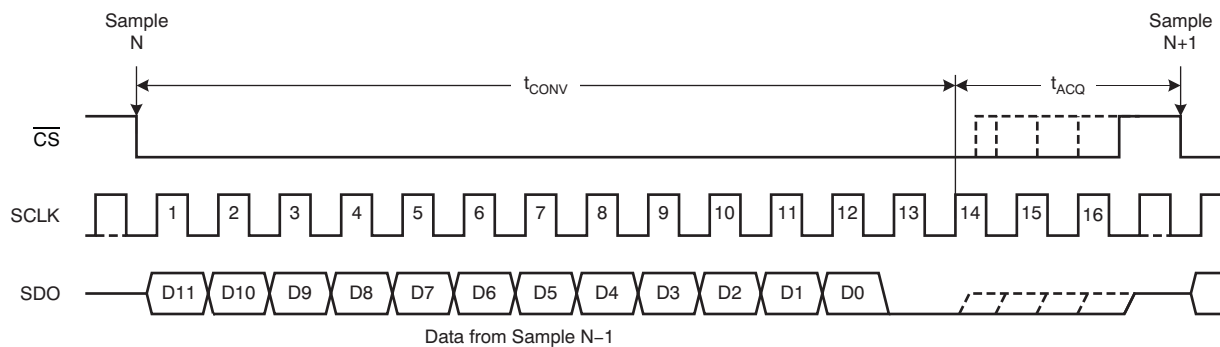 Sample
N
Sample
N+1
tCONV
tACQ
CS
SCLK
1 2 3 4 5 6 7 8 9 10 11 12 13 14 15 16
SDO
D11 D10 D9 D8 D7 D6 D5 D4 D3 D2 D1 D0
Data from Sample N−1